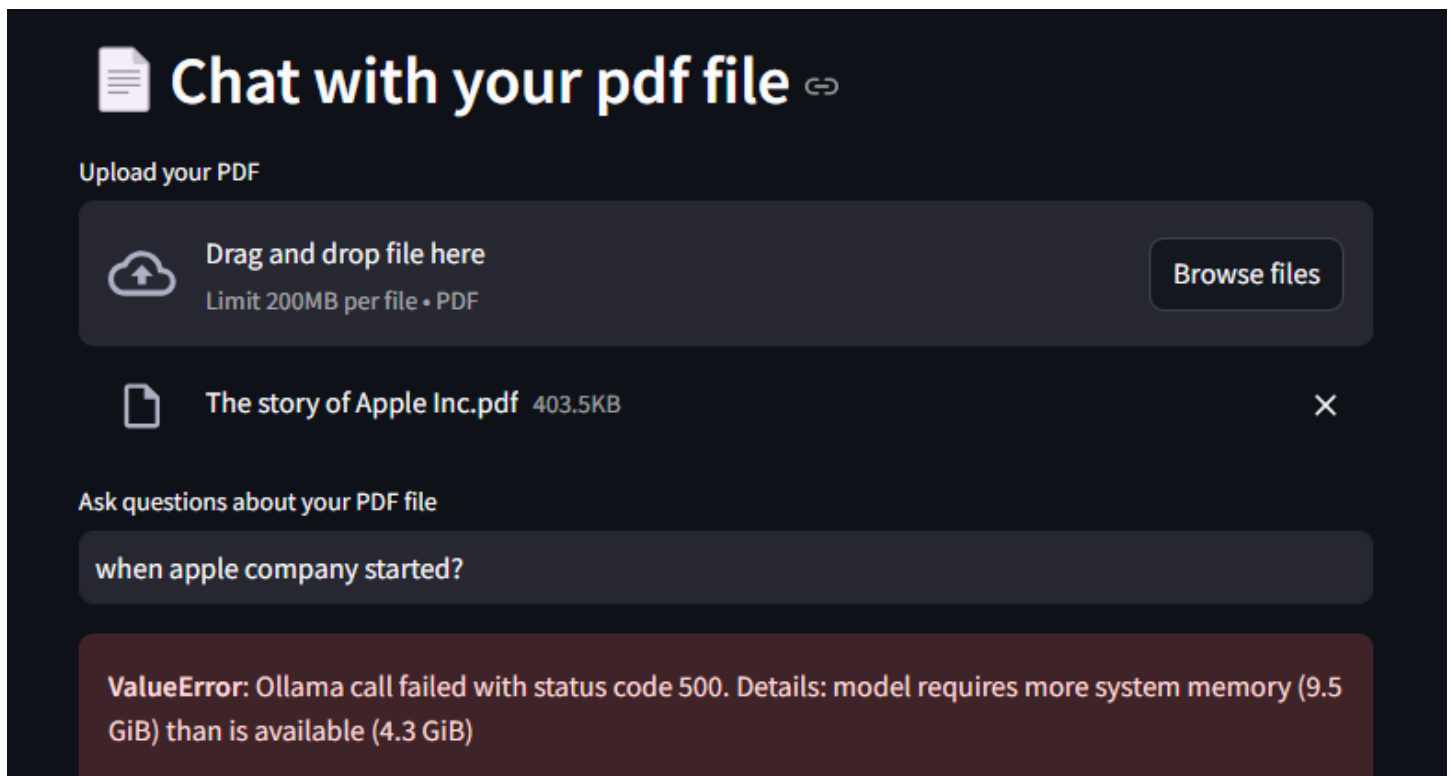 Chat with your pdf file
Upload your PDF
Drag and drop file here
Limit 200MB per file • PDF
Browse files
The story of Apple Inc.pdf 403.5KB
Ask questions about your PDF file
when apple company started?
ValueError: Ollama call failed with status code 500. Details: model requires more system memory (9.5
GiB) than is available (4.3 GiB)